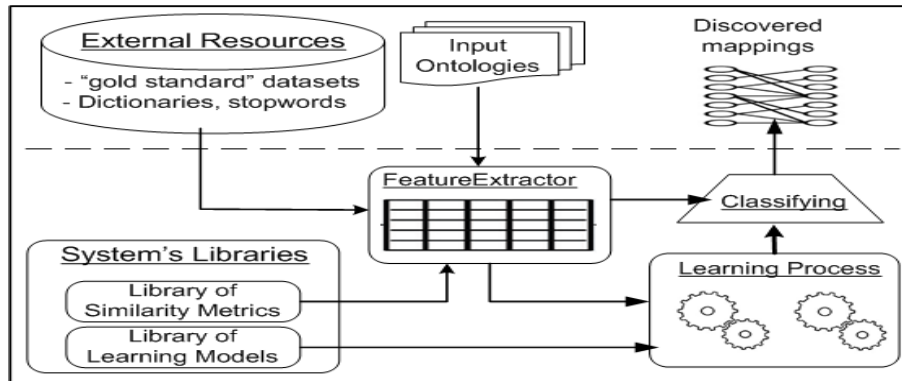 External Resources
- “gold standard” datasets
- Dictionaries, stopwords
Input
Ontologies
Discovered
mappings
FeatureExtractor
Classifying
System's Libraries
Library of
Similarity Metrics
Library of
Learning Models
Learning Process